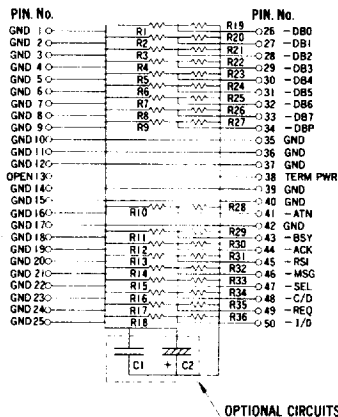 PIN. No. PIN. No.
GND 1 R1 R19 26 -DB0
GND 2 R2 R20 27 -DB1
GND 3 R3 R21 28 -DB2
GND 4 R4 R22 29 -DB3
GND 5 R5 R23 30 -DB4
GND 6 R6 R24 31 -DB5
GND 7 R7 R25 32 -DB6
GND 8 R8 R26 33 -DB7
GND 9 R9 R27 34 -DBP
GND 10 35 GND
GND 11 36 GND
GND 12 37 GND
OPEN 13 38 TERM PWR
GND 14 39 GND
GND 15 40 GND
GND 16 R10 R28 41 -ATN
GND 17 42 GND
GND 18 R11 R29 43 -BSY
GND 19 R12 R30 44 -ACK
GND 20 R13 R31 45 -RSI
GND 21 R14 R32 46 -MSG
GND 22 R15 R33 47 -SEL
GND 23 R16 R34 48 -C/D
GND 24 R17 R35 49 -REQ
GND 25 R18 R36 50 -I/O
C1 + C2
OPTIONAL CIRCUITS